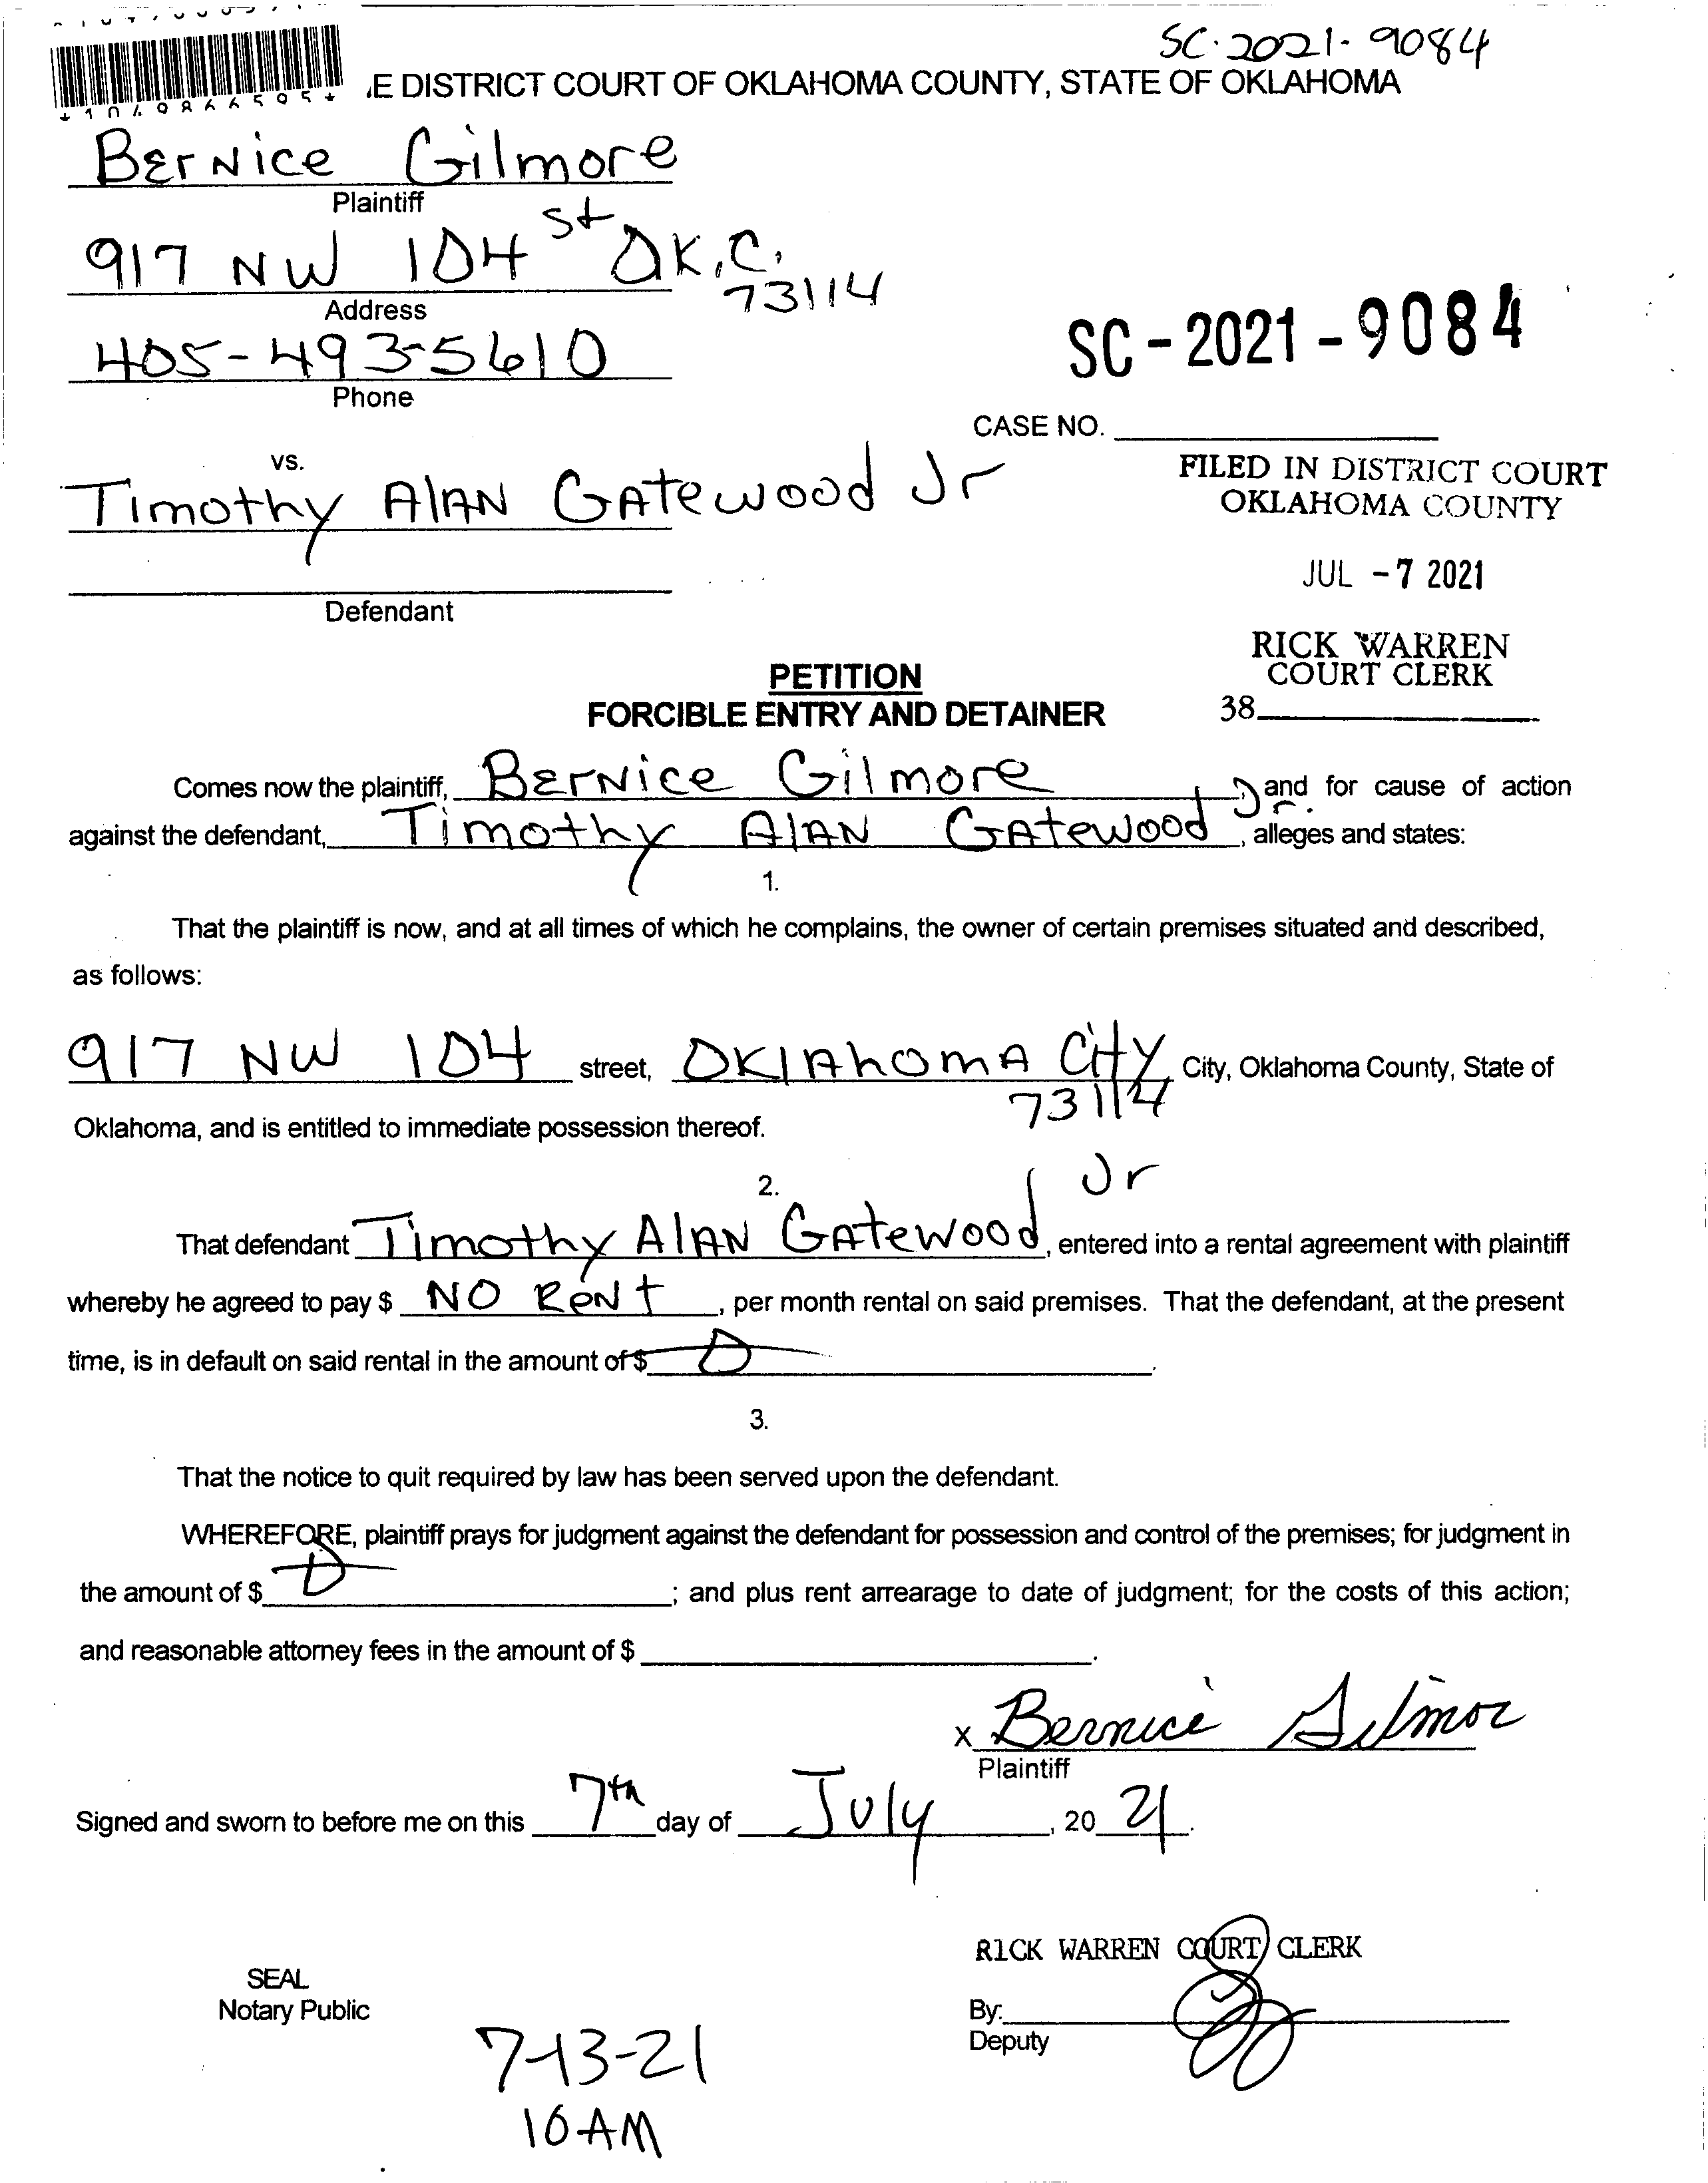 SC-2021-9084
*1049866595*
E DISTRICT COURT OF OKLAHOMA COUNTY, STATE OF OKLAHOMA
Bernice Gilmore
Plaintiff
917 NW 104 St OK.C.
73114
Address
405-493-5610
Phone
SC-2021-9084
CASE NO.
vs.
Timothy Alan Gatewood Jr
FILED IN DISTRICT COURT
OKLAHOMA COUNTY
JUL -7 2021
Defendant
RICK WARREN
COURT CLERK
38
PETITION
FORCIBLE ENTRY AND DETAINER
Comes now the plaintiff, Bernice Gilmore, and for cause of action
against the defendant, Timothy Alan Gatewood Jr., alleges and states:
1.
That the plaintiff is now, and at all times of which he complains, the owner of certain premises situated and described,
as follows:
917 NW 104 street, Oklahoma City City, Oklahoma County, State of
73114
Oklahoma, and is entitled to immediate possession thereof.
2.
That defendant Timothy Alan Gatewood Jr, entered into a rental agreement with plaintiff
whereby he agreed to pay $ NO RENT, per month rental on said premises. That the defendant, at the present
time, is in default on said rental in the amount of $ 0.
3.
That the notice to quit required by law has been served upon the defendant.
WHEREFORE, plaintiff prays for judgment against the defendant for possession and control of the premises; for judgment in
the amount of $ 0; and plus rent arrearage to date of judgment; for the costs of this action;
and reasonable attorney fees in the amount of $.
x Bernice Gilmore
Plaintiff
Signed and sworn to before me on this 7th day of July, 20 21.
RICK WARREN COURT CLERK
SEAL
Notary Public
By:
Deputy
7-13-21
10 AM